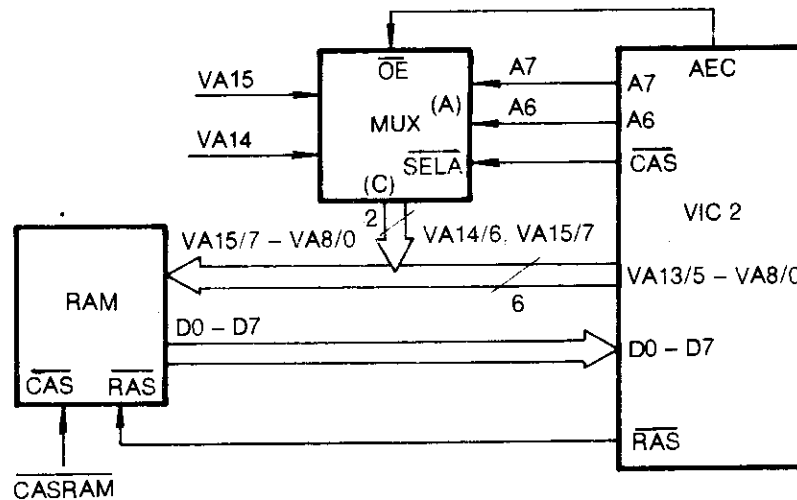 OE
AEC
VA15
A7
A7
(A)
MUX
A6
A6
VA14
SELA
CAS
(C)
VIC 2
2
VA15/7 – VA8/0
VA14/6, VA15/7
VA13/5 – VA8/0
RAM
6
D0 – D7
D0 – D7
CAS
RAS
RAS
CASRAM